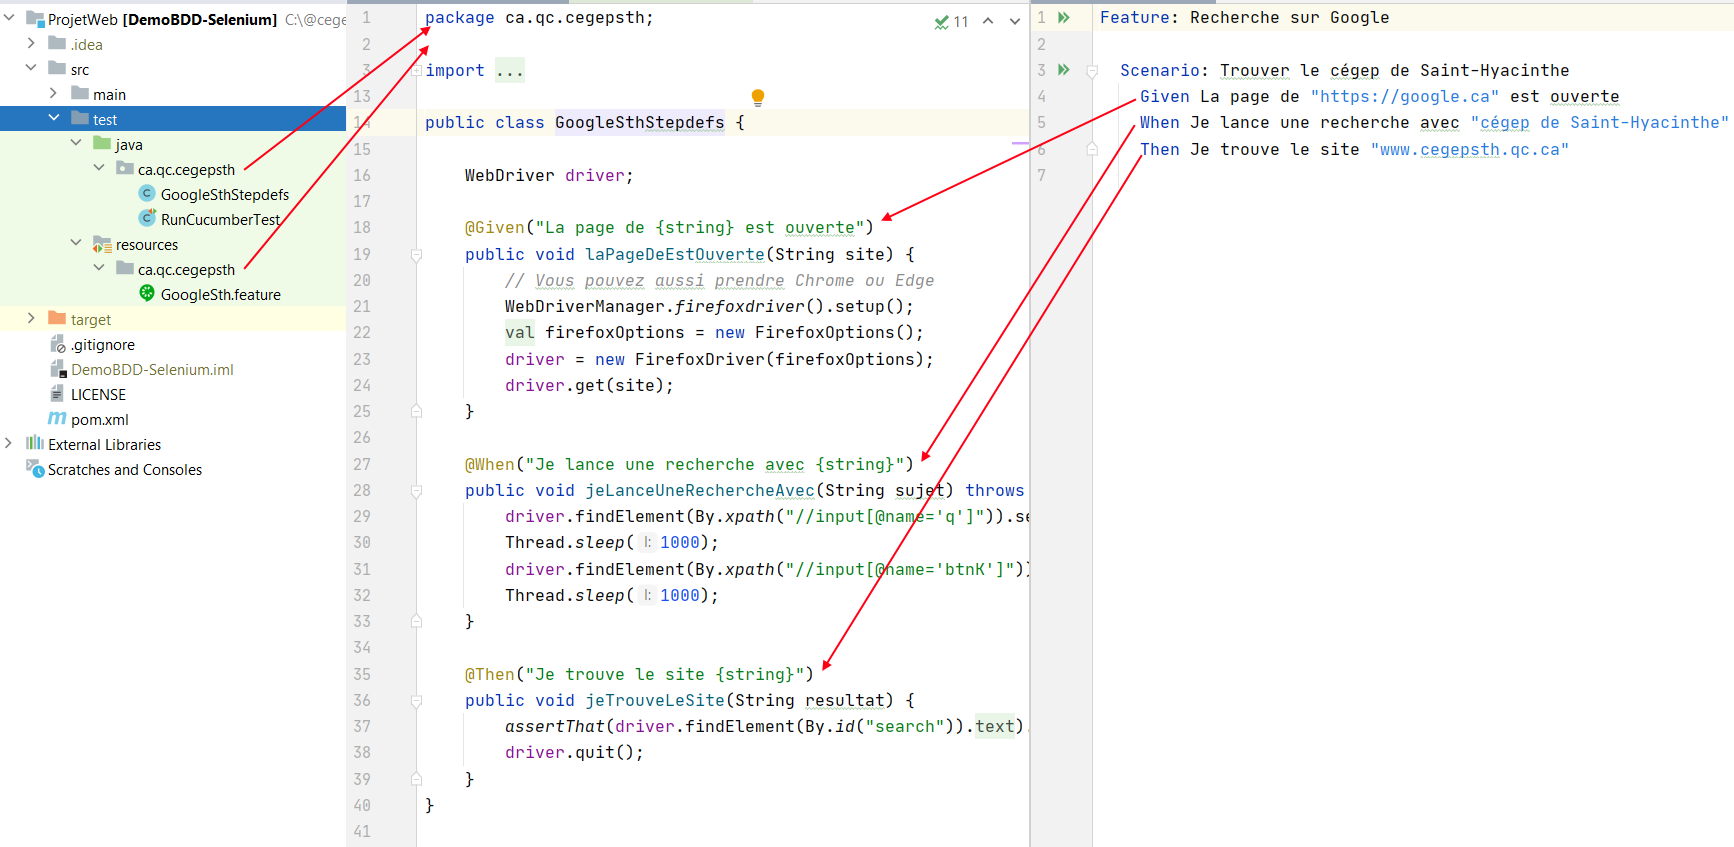 ProjetWeb [DemoBDD-Selenium] C:\@cege
.idea
src
main
test
java
ca.qc.cegepsth
GoogleSthStepdefs
RunCucumberTest
resources
ca.qc.cegepsth
GoogleSth.feature
target
.gitignore
DemoBDD-Selenium.iml
LICENSE
pom.xml
External Libraries
Scratches and Consoles
11
1 package ca.qc.cegepsth;
2
3 import ...
13
14 public class GoogleSthStepdefs {
15
16 WebDriver driver;
17
18 @Given("La page de {string} est ouverte")
19 public void laPageDeEstOuverte(String site) {
20 // Vous pouvez aussi prendre Chrome ou Edge
21 WebDriverManager.firefoxdriver().setup();
22 val firefoxOptions = new FirefoxOptions();
23 driver = new FirefoxDriver(firefoxOptions);
24 driver.get(site);
25 }
26
27 @When("Je lance une recherche avec {string}")
28 public void jeLanceUneRechercheAvec(String sujet) throws
29 driver.findElement(By.xpath("//input[@name='q']")).se
30 Thread.sleep( l: 1000);
31 driver.findElement(By.xpath("//input[@name='btnK']"))
32 Thread.sleep( l: 1000);
33 }
34
35 @Then("Je trouve le site {string}")
36 public void jeTrouveLeSite(String resultat) {
37 assertThat(driver.findElement(By.id("search")).text).
38 driver.quit();
39 }
40 }
41
1 Feature: Recherche sur Google
2
3 Scenario: Trouver le cégep de Saint-Hyacinthe
4 Given La page de "https://google.ca" est ouverte
5 When Je lance une recherche avec "cégep de Saint-Hyacinthe"
6 Then Je trouve le site "www.cegepsth.qc.ca"
7